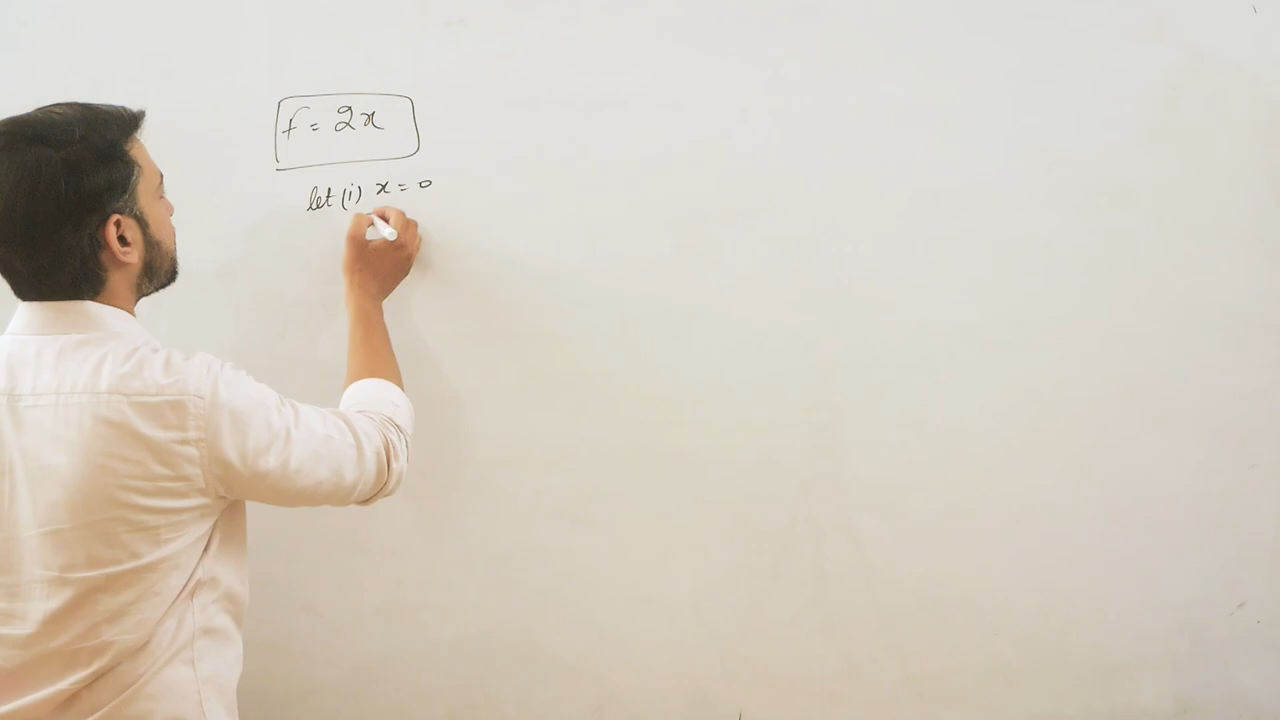 f = 2x
let (i) x = 0